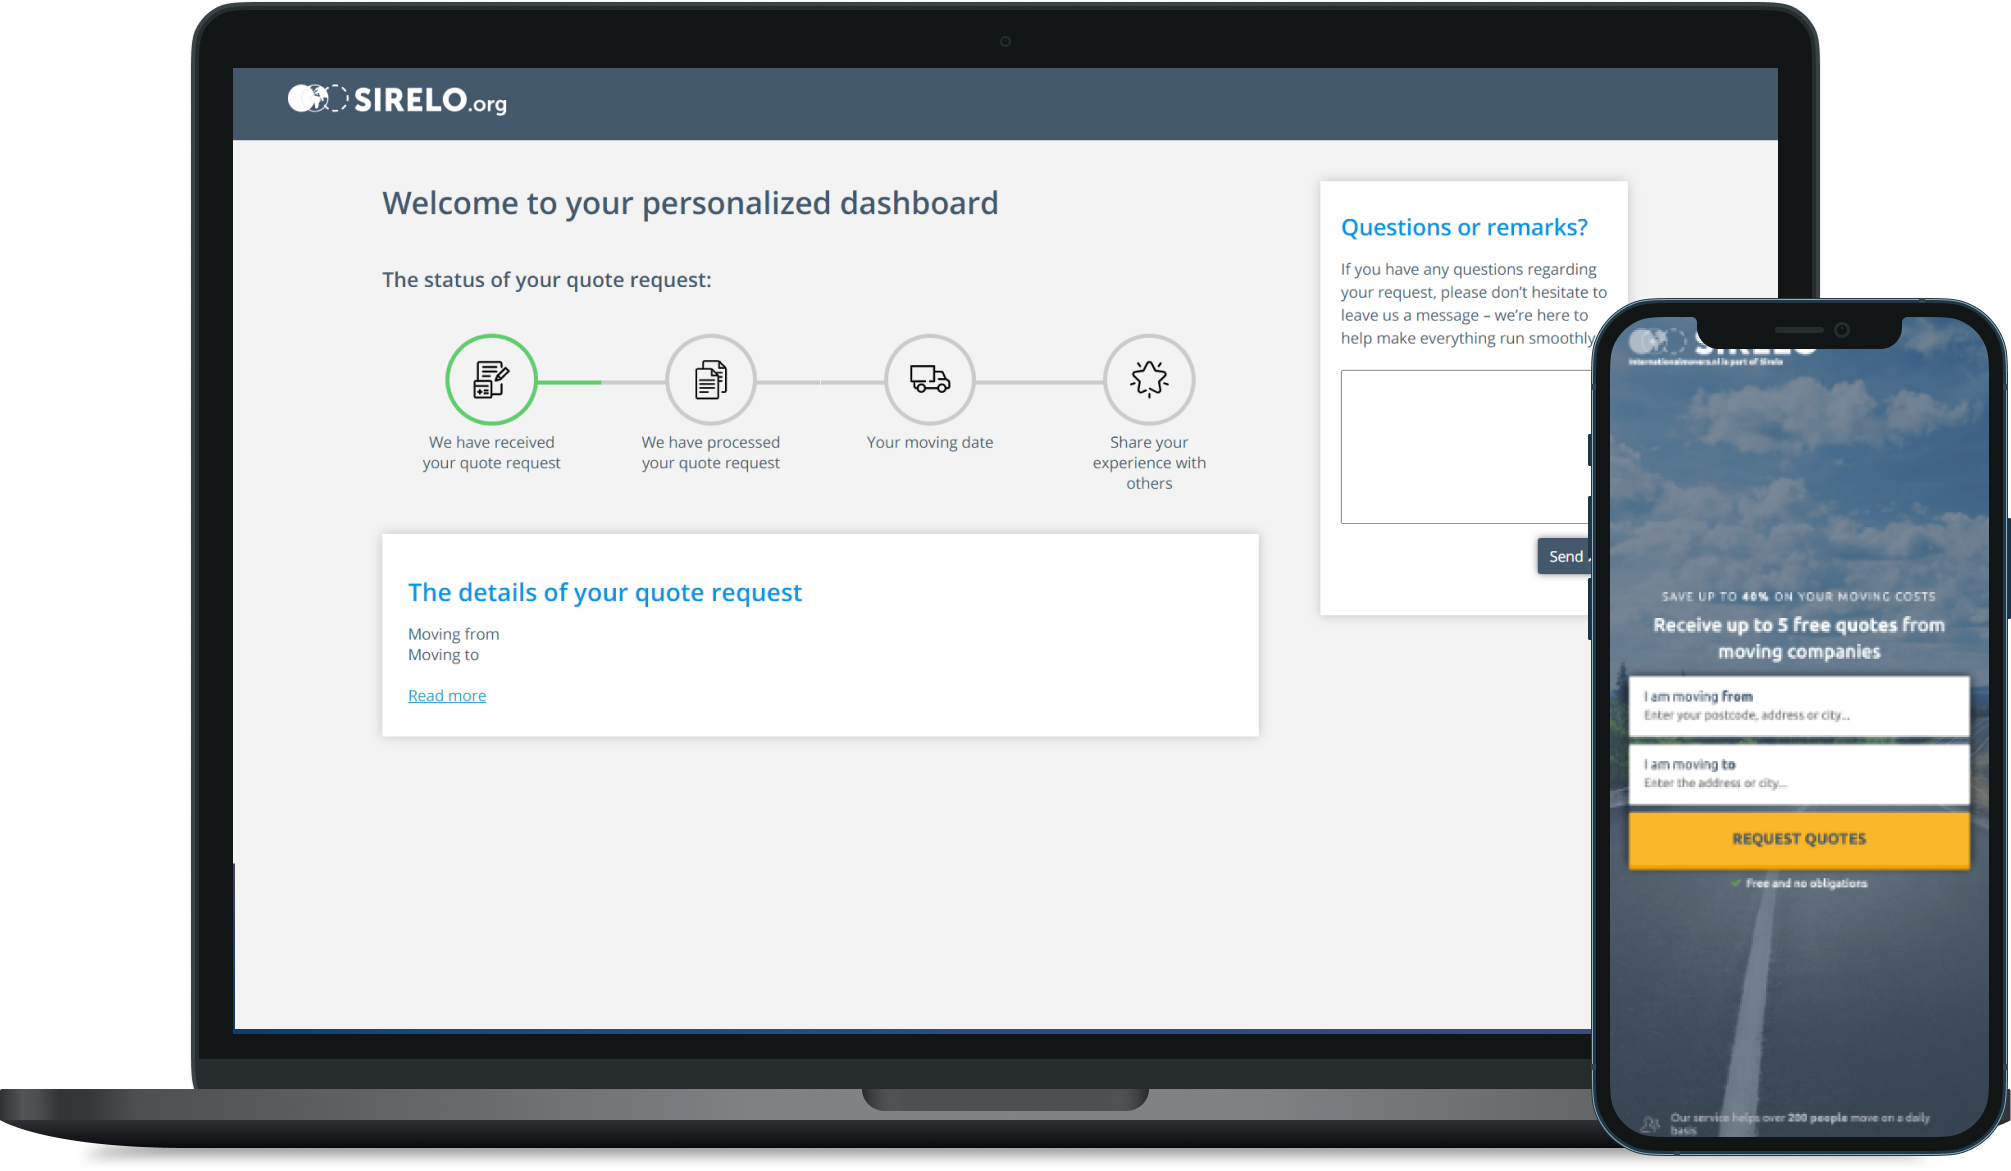 SIRELO.org
Welcome to your personalized dashboard
The status of your quote request:
We have received
your quote request
We have processed
your quote request
Your moving date
Share your
experience with
others
The details of your quote request
Moving from
Moving to
Read more
Questions or remarks?
If you have any questions regarding
your request, please don't hesitate to
leave us a message – we're here to
help make everything run smoothly
Send
SIRELO
Internationalmovers.nl is part of Sirelo
SAVE UP TO 40% ON YOUR MOVING COSTS
Receive up to 5 free quotes from
moving companies
I am moving from
Enter your postcode, address or city...
I am moving to
Enter the address or city...
REQUEST QUOTES
Free and no obligations
Our service helps over 200 people move on a daily
basis